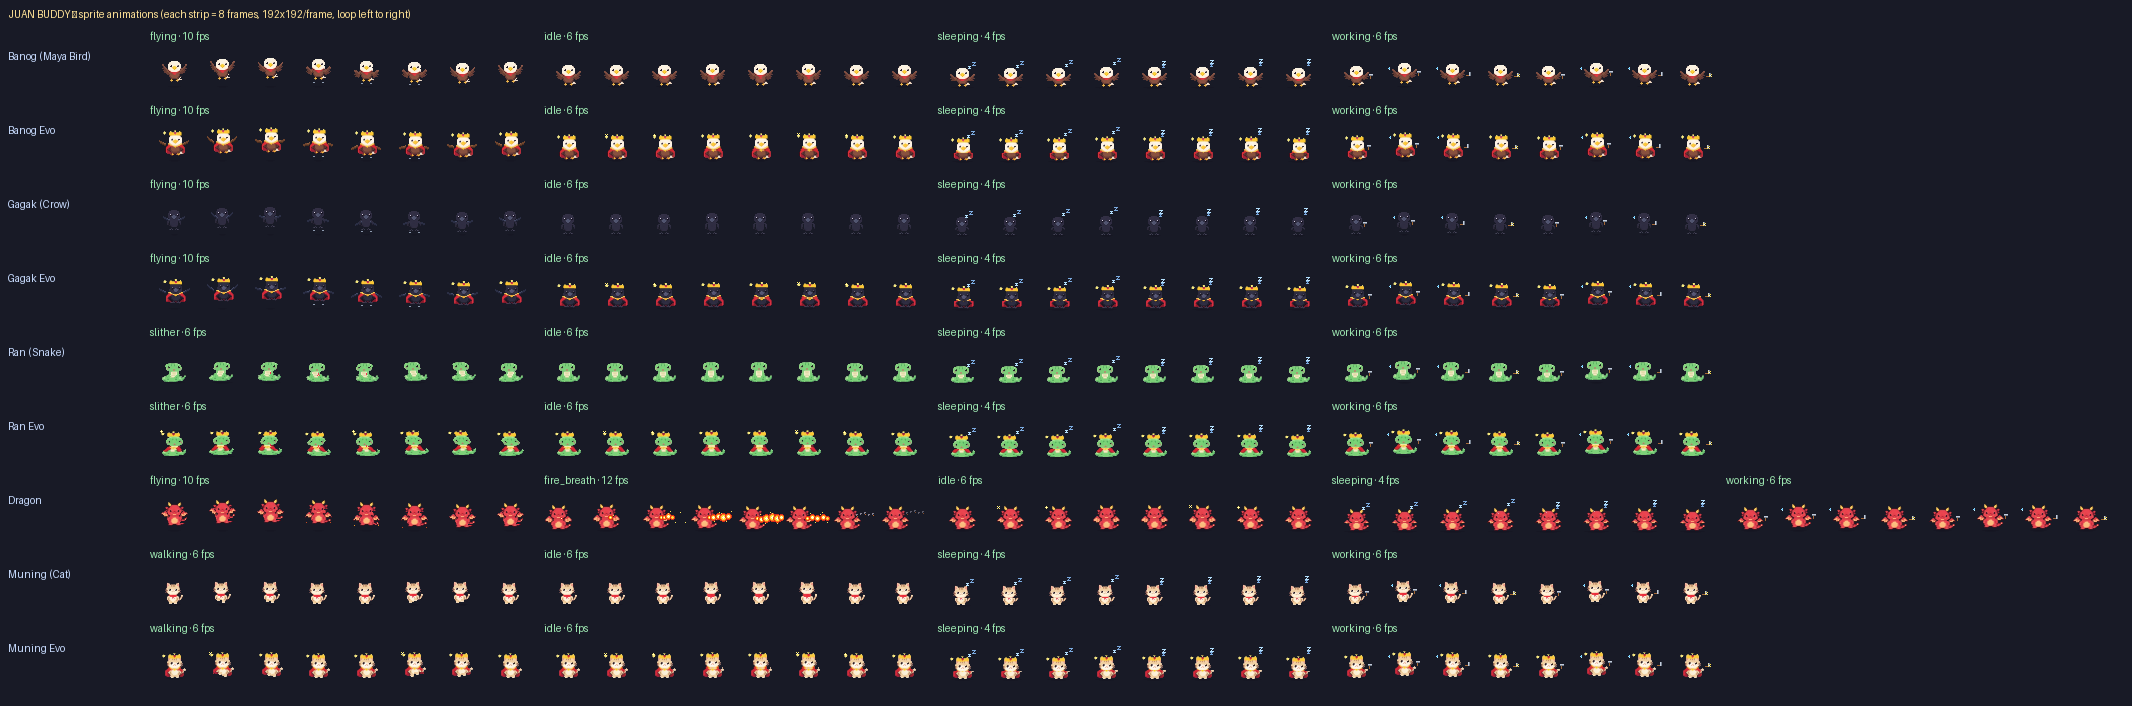 JUAN BUDDY▯sprite animations (each strip = 8 frames, 192x192/frame, loop left to right)
flying · 10 fps idle · 6 fps sleeping · 4 fps working · 6 fps
Banog (Maya Bird)
flying · 10 fps idle · 6 fps sleeping · 4 fps working · 6 fps
Banog Evo
flying · 10 fps idle · 6 fps sleeping · 4 fps working · 6 fps
Gagak (Crow)
flying · 10 fps idle · 6 fps sleeping · 4 fps working · 6 fps
Gagak Evo
slither · 6 fps idle · 6 fps sleeping · 4 fps working · 6 fps
Ran (Snake)
slither · 6 fps idle · 6 fps sleeping · 4 fps working · 6 fps
Ran Evo
flying · 10 fps fire_breath · 12 fps idle · 6 fps sleeping · 4 fps working · 6 fps
Dragon
walking · 6 fps idle · 6 fps sleeping · 4 fps working · 6 fps
Muning (Cat)
walking · 6 fps idle · 6 fps sleeping · 4 fps working · 6 fps
Muning Evo